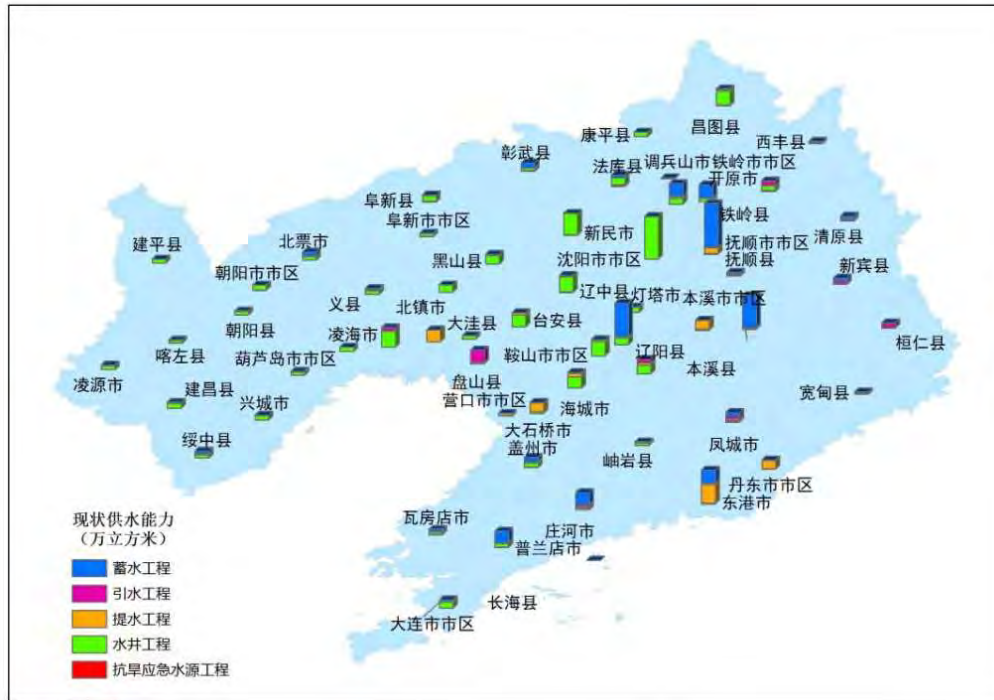 昌图县
康平县
西丰县
彰武县
法库县
调兵山市
铁岭市市区
开原市
阜新县
阜新市市区
新民市
铁岭县
清原县
建平县
北票市
黑山县
沈阳市市区
抚顺市市区
抚顺县
新宾县
朝阳市市区
义县
北镇市
辽中县
灯塔市
本溪市市区
朝阳县
凌海市
大洼县
台安县
桓仁县
喀左县
葫芦岛市市区
鞍山市市区
辽阳县
本溪县
凌源市
建昌县
兴城市
盘山县
营口市市区
海城市
宽甸县
绥中县
大石桥市
盖州市
岫岩县
凤城市
丹东市市区
东港市
瓦房店市
庄河市
普兰店市
长海县
大连市市区
现状供水能力
（万立方米）
蓄水工程
引水工程
提水工程
水井工程
抗旱应急水源工程